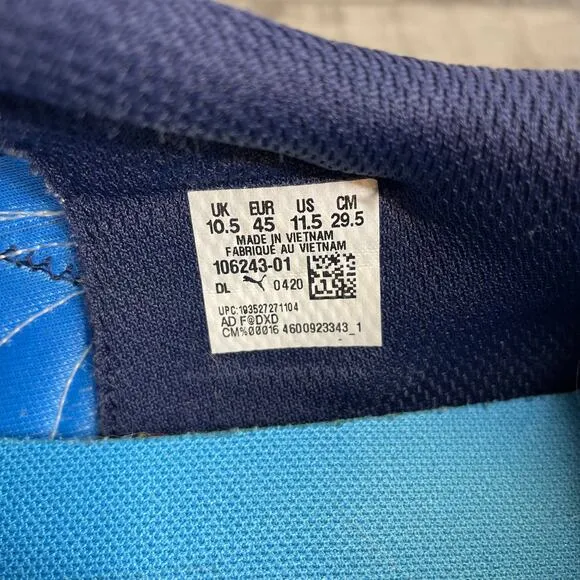 UK EUR US CM
10.5 45 11.5 29.5
MADE IN VIETNAM
FABRIQUÉ AU VIETNAM
106243-01
DL 0420
UPC:193527271104
AD F@DXD
CM%00016 4600923343_1